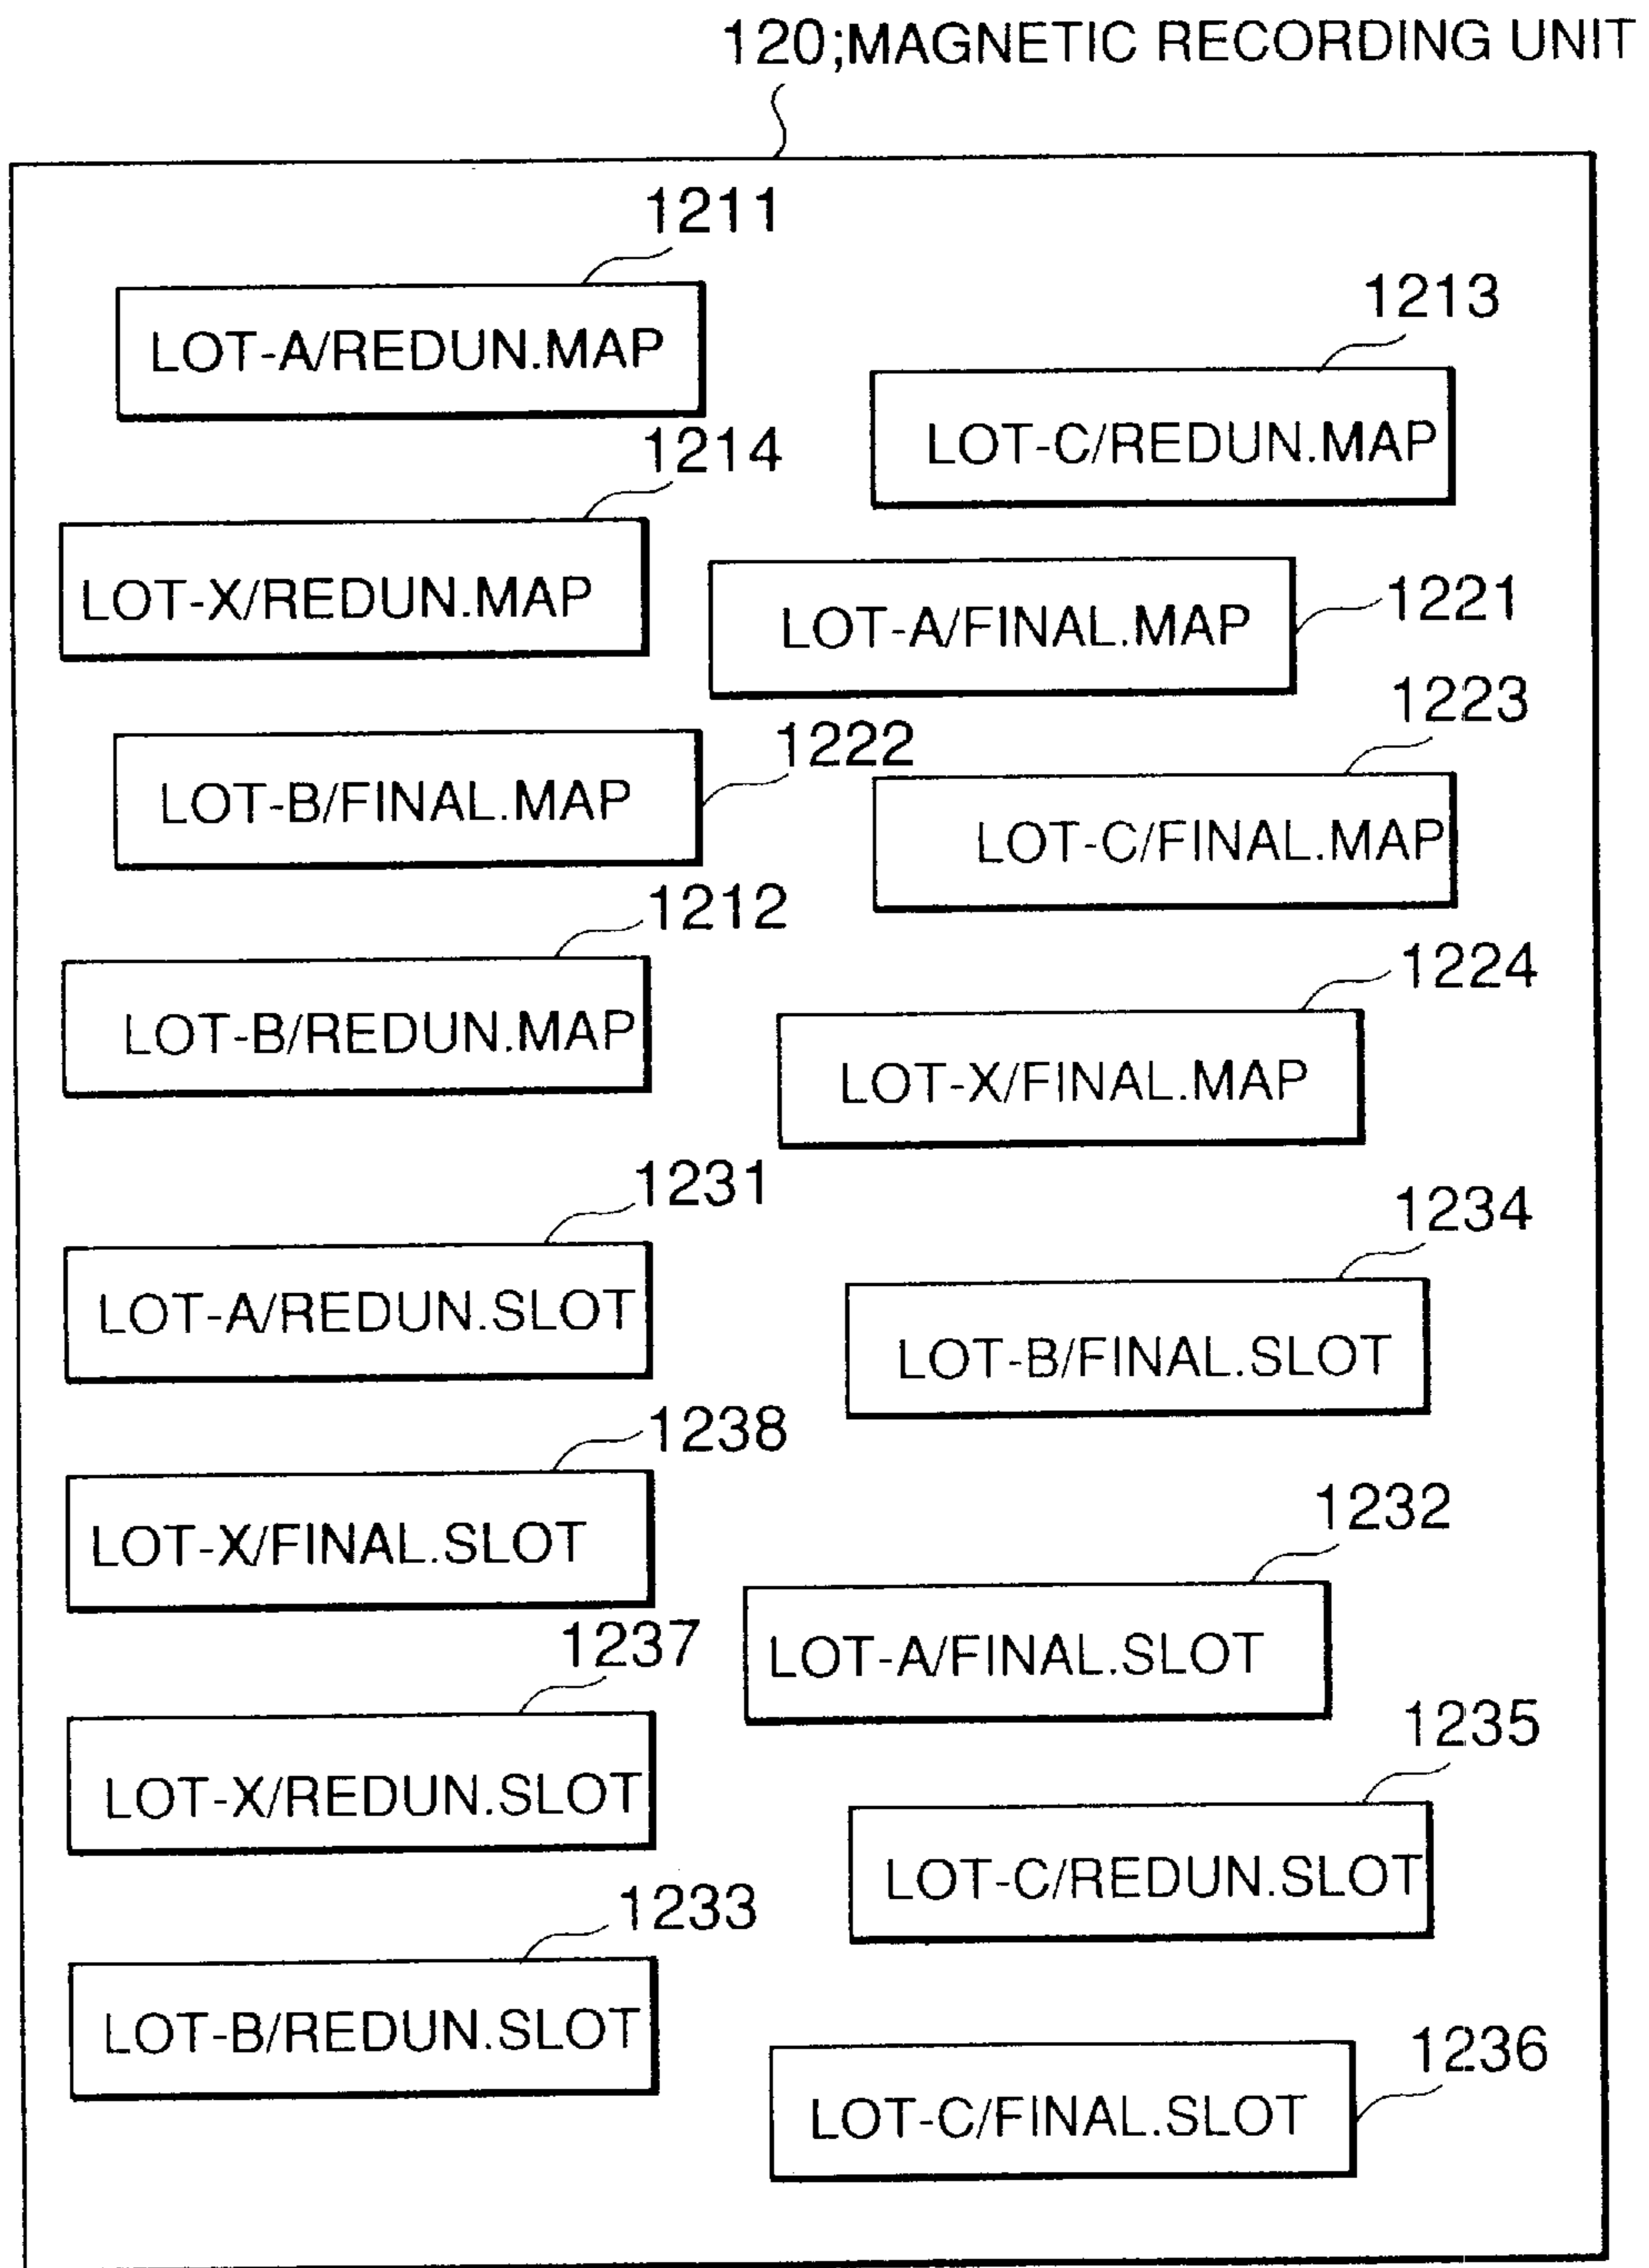 120;MAGNETIC RECORDING UNIT
1211
LOT-A/REDUN.MAP
1213
LOT-C/REDUN.MAP
1214
LOT-X/REDUN.MAP
LOT-A/FINAL.MAP
1221
1222
LOT-B/FINAL.MAP
1223
LOT-C/FINAL.MAP
1212
LOT-B/REDUN.MAP
1224
LOT-X/FINAL.MAP
1231
LOT-A/REDUN.SLOT
1234
LOT-B/FINAL.SLOT
1238
LOT-X/FINAL.SLOT
1232
LOT-A/FINAL.SLOT
1237
LOT-X/REDUN.SLOT
1235
LOT-C/REDUN.SLOT
1233
LOT-B/REDUN.SLOT
1236
LOT-C/FINAL.SLOT